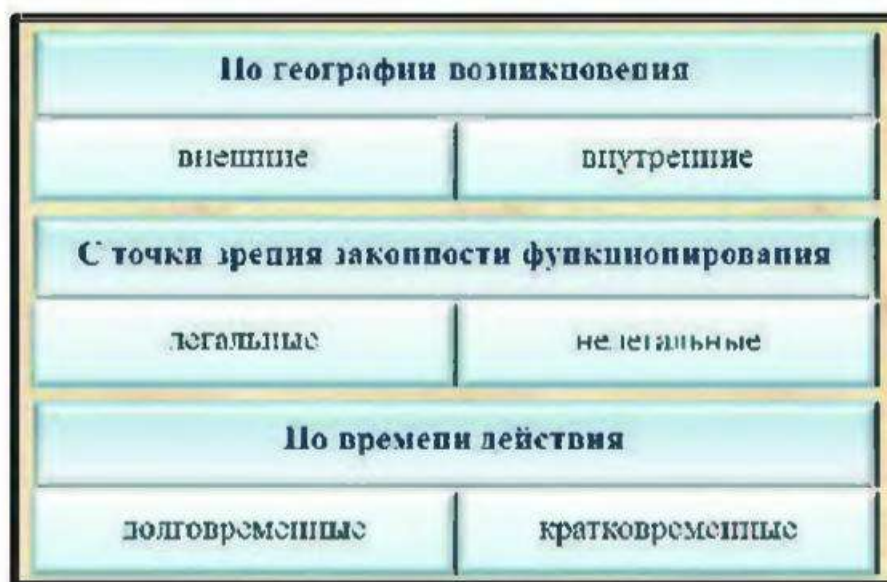 По географии возникновения
внешние
внутренние
С точки зрения законности функционирования
легальные
нелегальные
По времени действия
долговременные
кратковременные